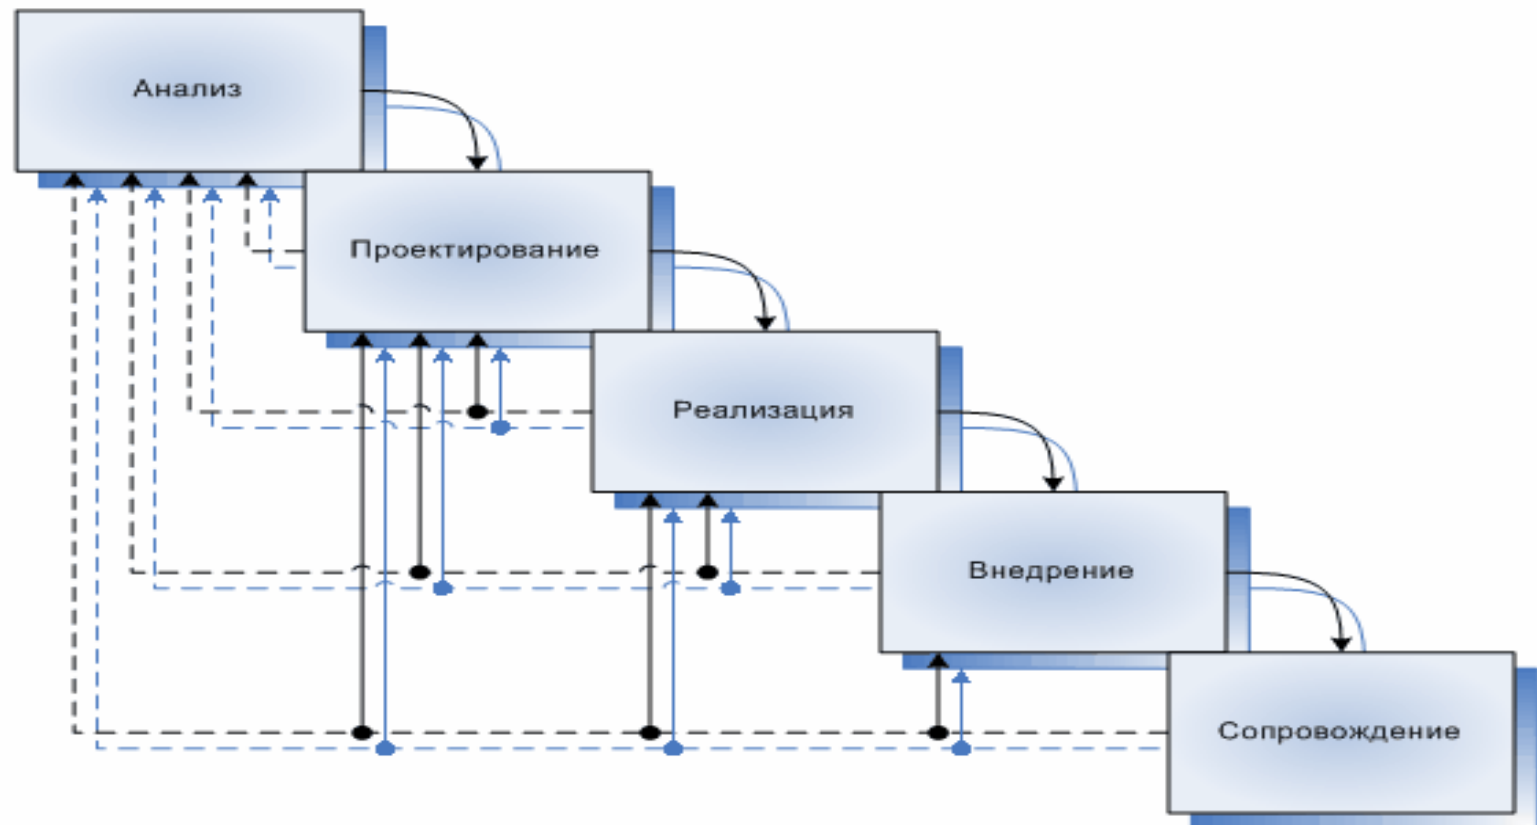 Анализ
Проектирование
Реализация
Внедрение
Сопровождение